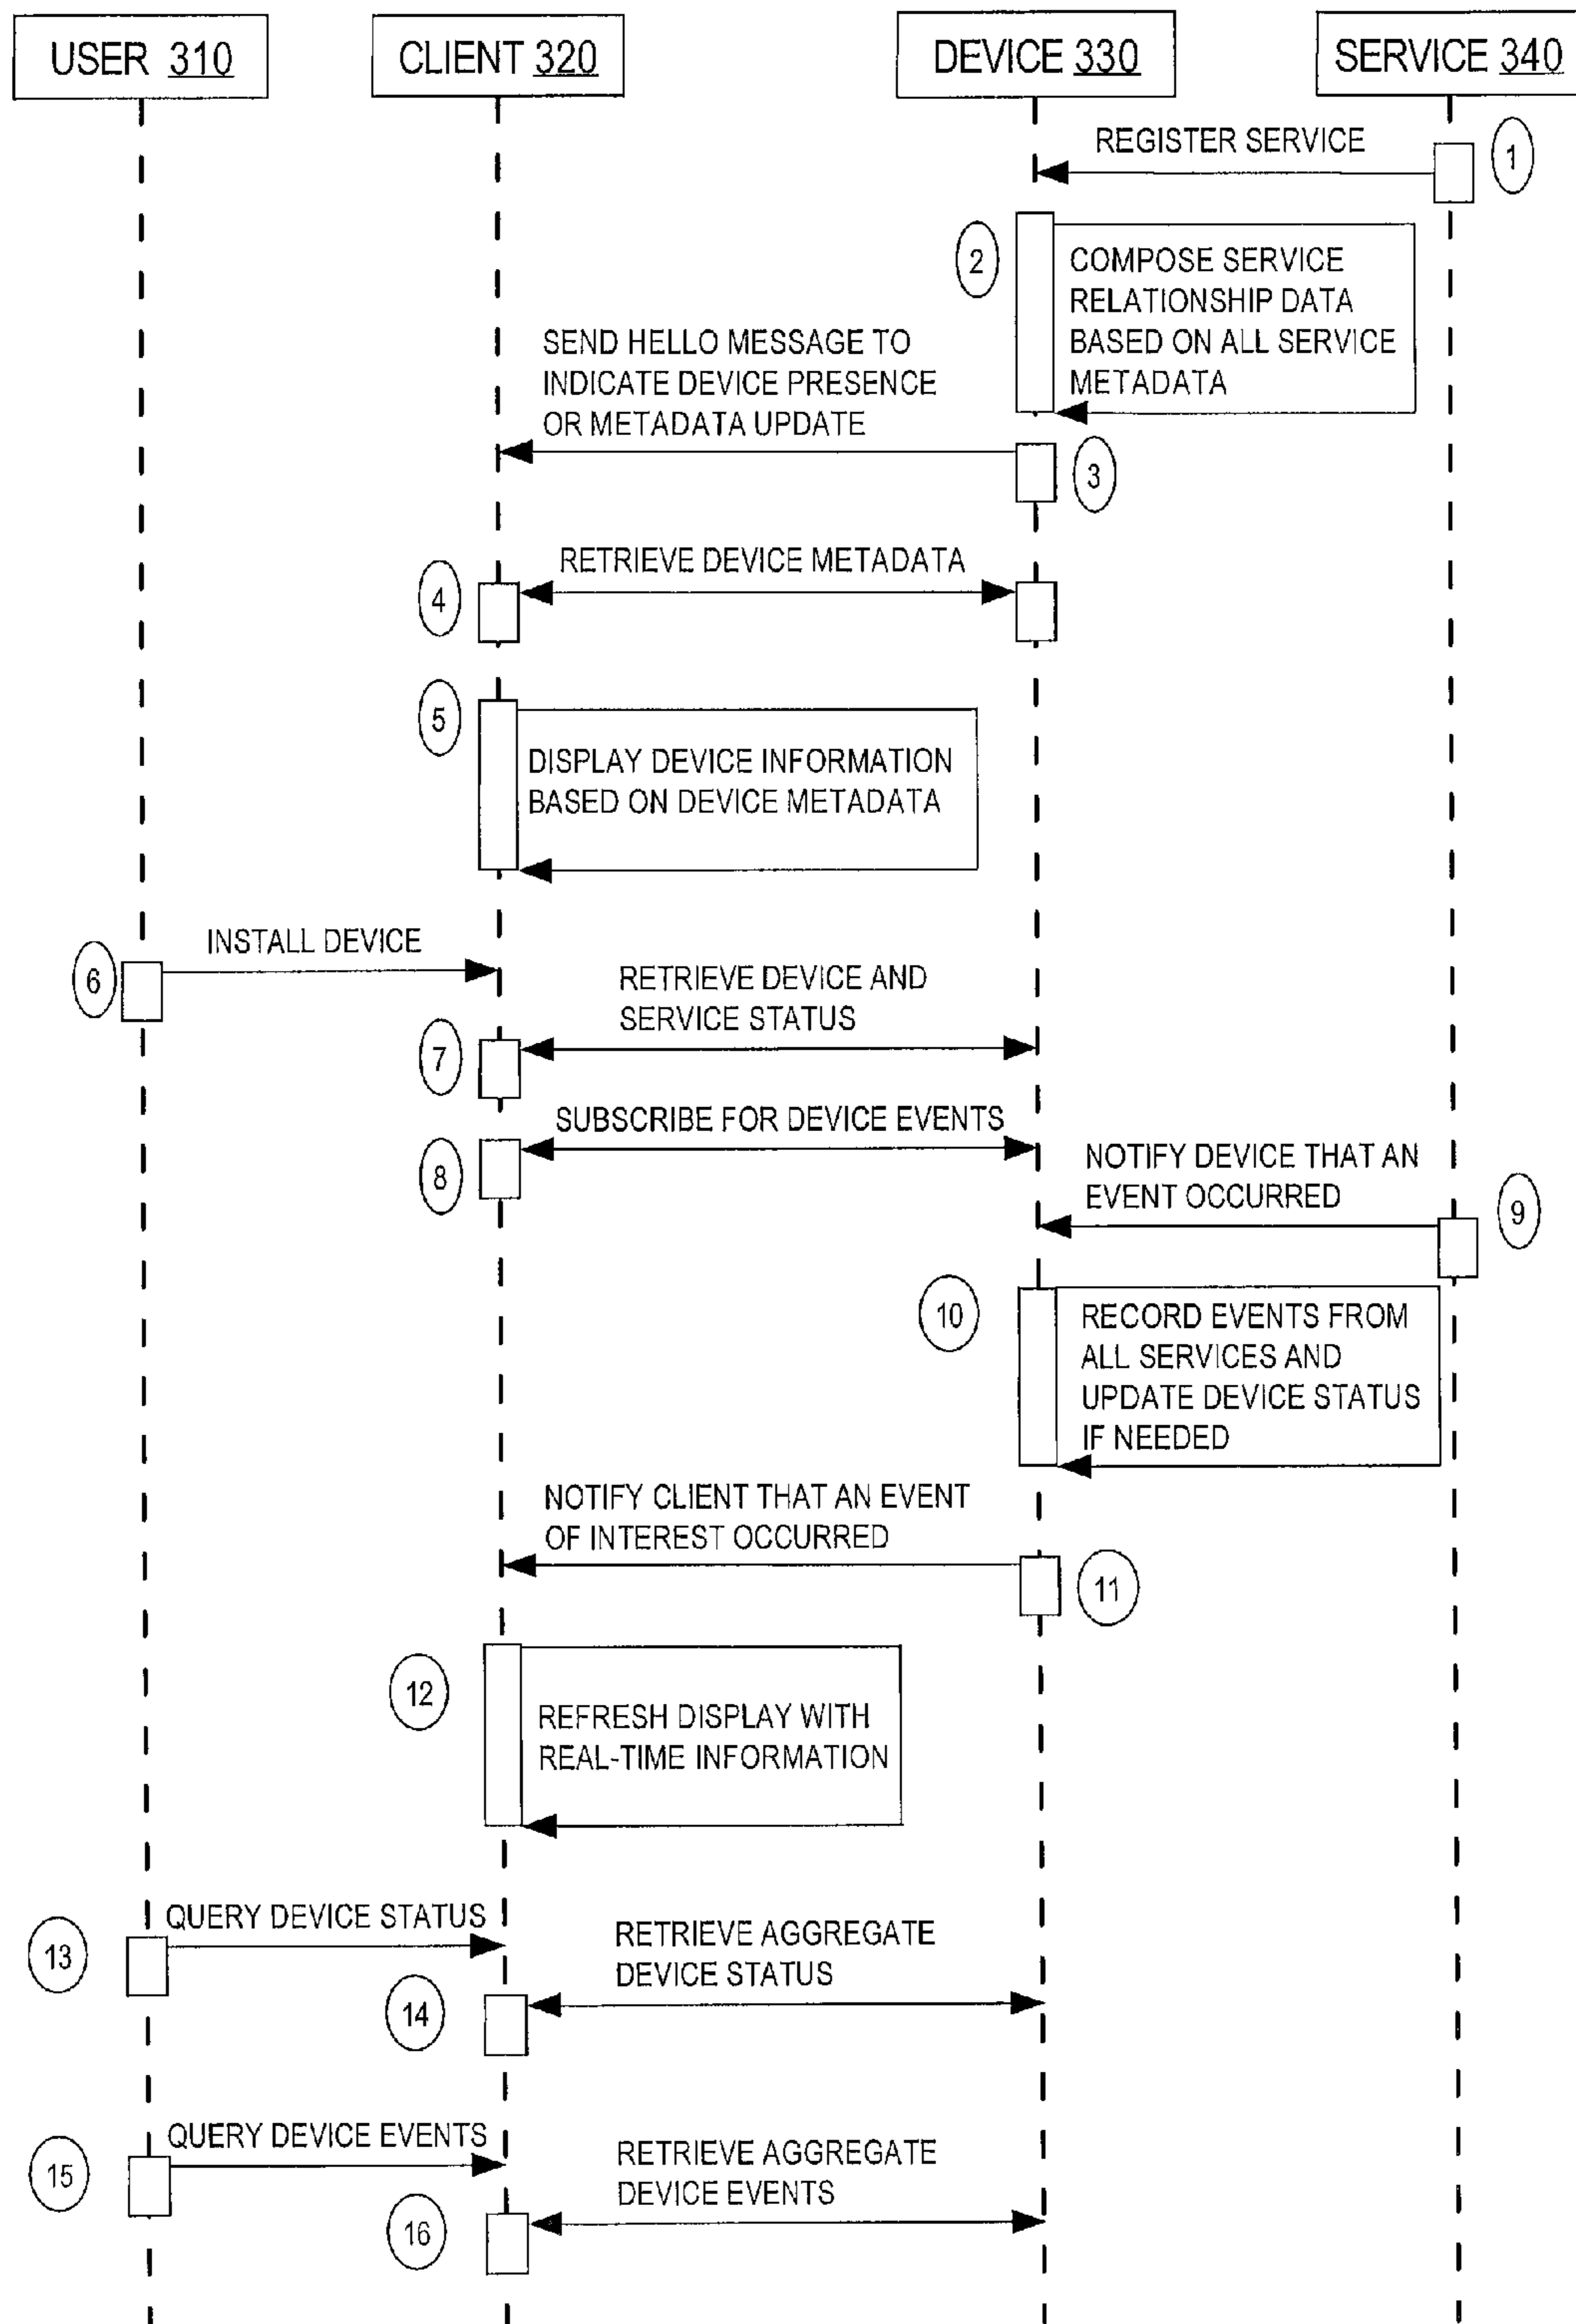 USER 310
CLIENT 320
DEVICE 330
SERVICE 340
REGISTER SERVICE
1
2
COMPOSE SERVICE
RELATIONSHIP DATA
BASED ON ALL SERVICE
METADATA
SEND HELLO MESSAGE TO
INDICATE DEVICE PRESENCE
OR METADATA UPDATE
3
RETRIEVE DEVICE METADATA
4
5
DISPLAY DEVICE INFORMATION
BASED ON DEVICE METADATA
INSTALL DEVICE
6
RETRIEVE DEVICE AND
SERVICE STATUS
7
SUBSCRIBE FOR DEVICE EVENTS
8
NOTIFY DEVICE THAT AN
EVENT OCCURRED
9
10
RECORD EVENTS FROM
ALL SERVICES AND
UPDATE DEVICE STATUS
IF NEEDED
NOTIFY CLIENT THAT AN EVENT
OF INTEREST OCCURRED
11
12
REFRESH DISPLAY WITH
REAL-TIME INFORMATION
QUERY DEVICE STATUS
13
RETRIEVE AGGREGATE
DEVICE STATUS
14
QUERY DEVICE EVENTS
15
RETRIEVE AGGREGATE
DEVICE EVENTS
16